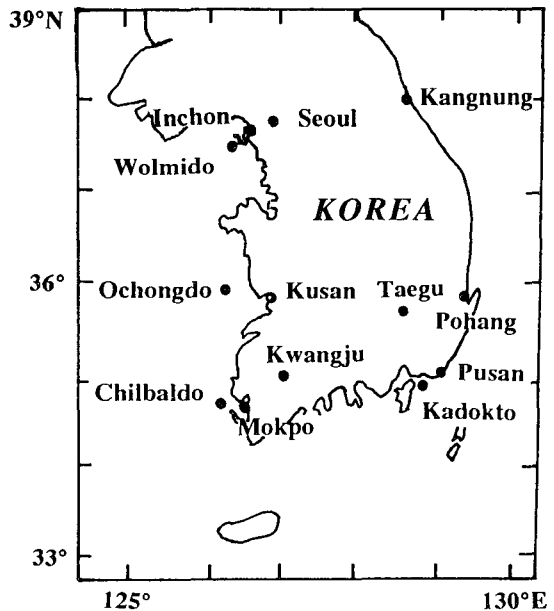 39°N
Kangnung
Inchon
Seoul
Wolmido
KOREA
36°
Ochongdo
Kusan
Taegu
Pohang
Kwangju
Pusan
Chilbaldo
Kadokto
Mokpo
33°
125°
130°E